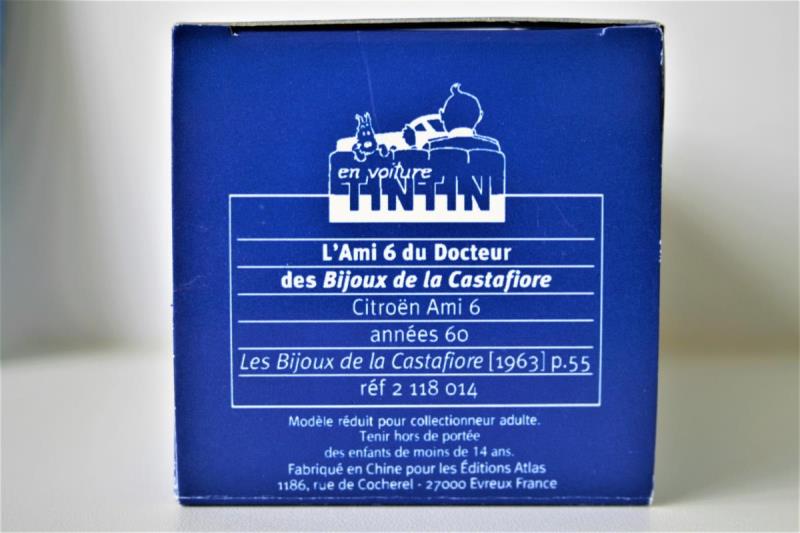 en voiture
TINTIN
L'Ami 6 du Docteur
des Bijoux de la Castafiore
Citroën Ami 6
années 60
Les Bijoux de la Castafiore [1963] p.55
réf 2 118 014
Modèle réduit pour collectionneur adulte.
Tenir hors de portée
des enfants de moins de 14 ans.
Fabriqué en Chine pour les Éditions Atlas
1186, rue de Cocherel - 27000 Evreux France